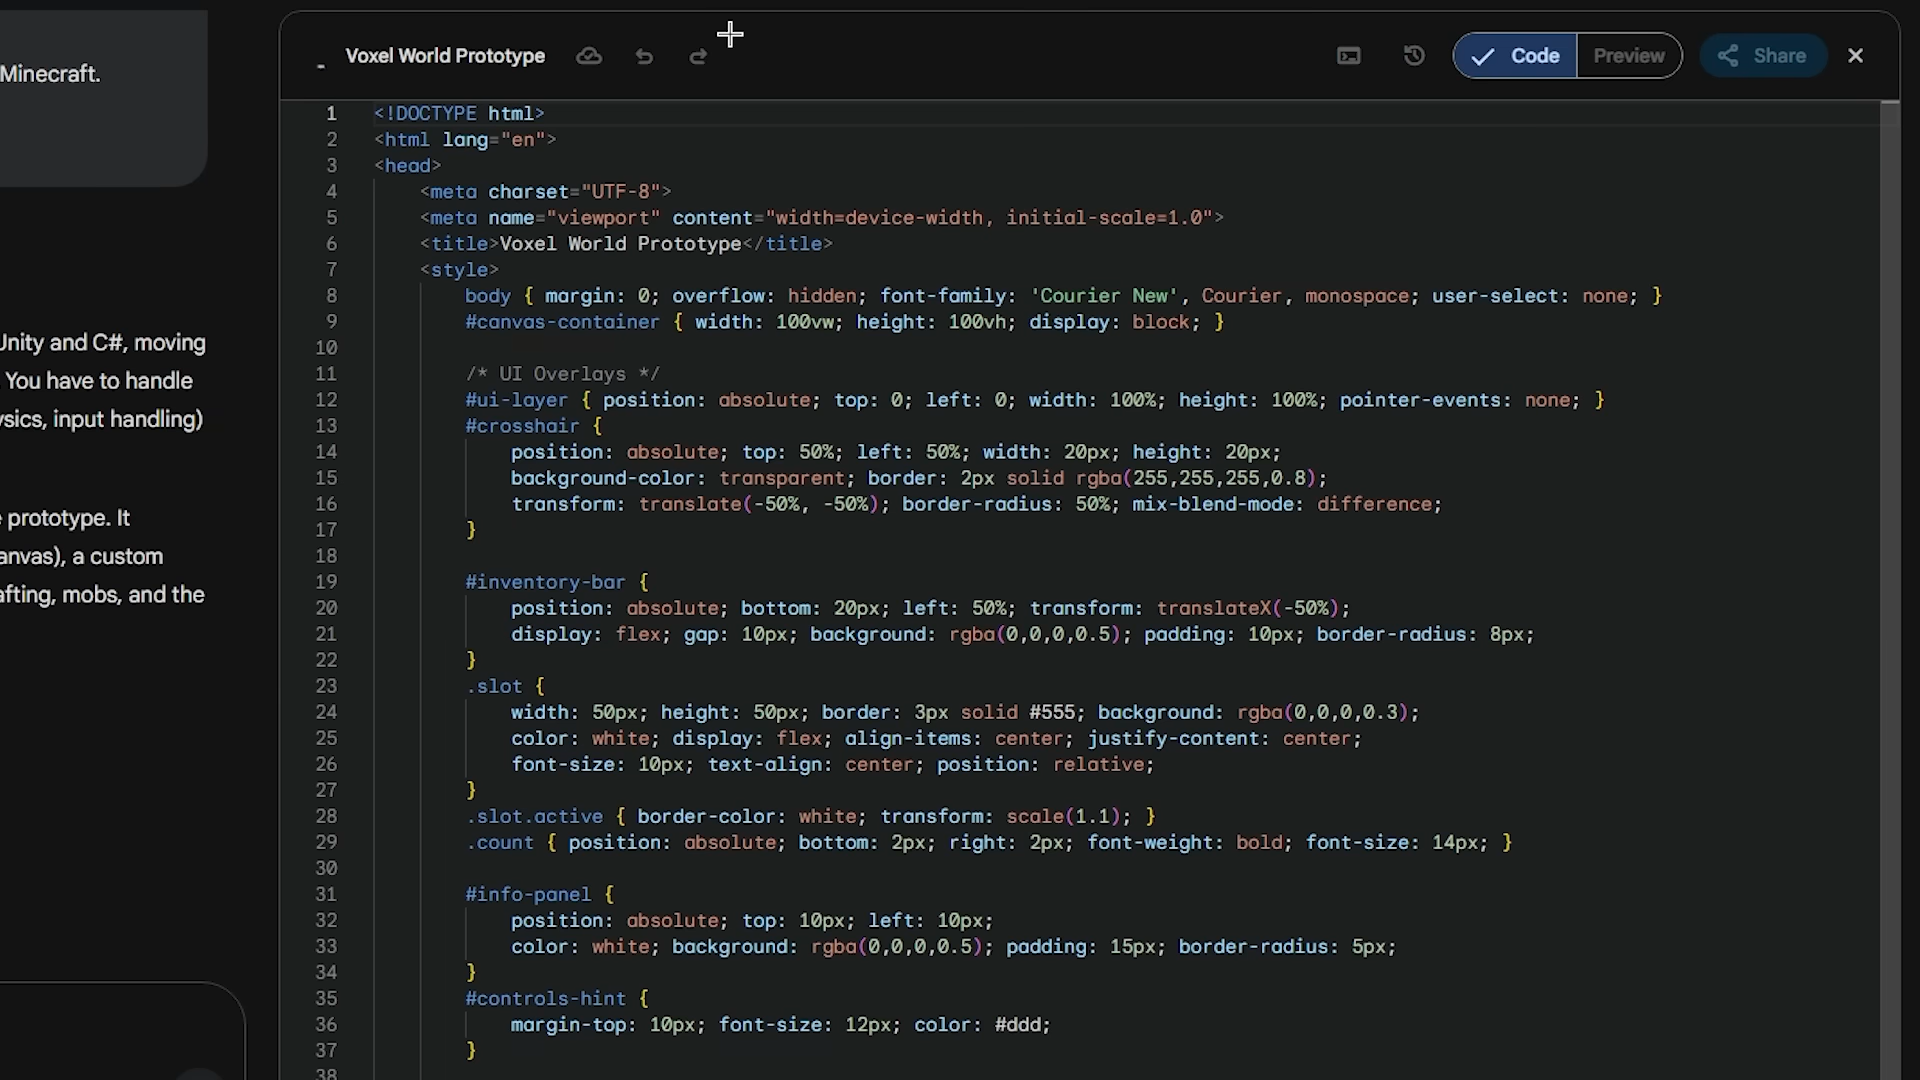 Minecraft.
Unity and C#, moving
You have to handle
ysics, input handling)
prototype. It
anvas), a custom
afting, mobs, and the
Voxel World Prototype
Code
Preview
Share
1 <!DOCTYPE html>
2 <html lang="en">
3 <head>
4 <meta charset="UTF-8">
5 <meta name="viewport" content="width=device-width, initial-scale=1.0">
6 <title>Voxel World Prototype</title>
7 <style>
8 body { margin: 0; overflow: hidden; font-family: 'Courier New', Courier, monospace; user-select: none; }
9 #canvas-container { width: 100vw; height: 100vh; display: block; }
10
11 /* UI Overlays */
12 #ui-layer { position: absolute; top: 0; left: 0; width: 100%; height: 100%; pointer-events: none; }
13 #crosshair {
14 position: absolute; top: 50%; left: 50%; width: 20px; height: 20px;
15 background-color: transparent; border: 2px solid rgba(255,255,255,0.8);
16 transform: translate(-50%, -50%); border-radius: 50%; mix-blend-mode: difference;
17 }
18
19 #inventory-bar {
20 position: absolute; bottom: 20px; left: 50%; transform: translateX(-50%);
21 display: flex; gap: 10px; background: rgba(0,0,0,0.5); padding: 10px; border-radius: 8px;
22 }
23 .slot {
24 width: 50px; height: 50px; border: 3px solid #555; background: rgba(0,0,0,0.3);
25 color: white; display: flex; align-items: center; justify-content: center;
26 font-size: 10px; text-align: center; position: relative;
27 }
28 .slot.active { border-color: white; transform: scale(1.1); }
29 .count { position: absolute; bottom: 2px; right: 2px; font-weight: bold; font-size: 14px; }
30
31 #info-panel {
32 position: absolute; top: 10px; left: 10px;
33 color: white; background: rgba(0,0,0,0.5); padding: 15px; border-radius: 5px;
34 }
35 #controls-hint {
36 margin-top: 10px; font-size: 12px; color: #ddd;
37 }
38